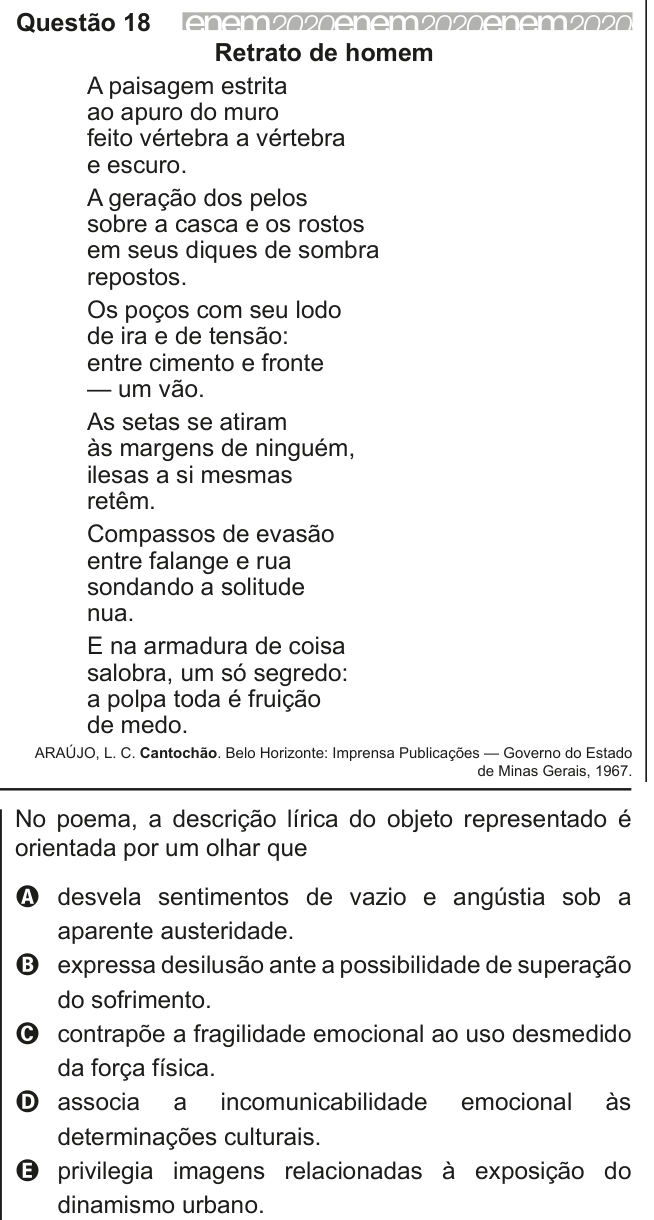 Questão 18 enem2020enem2020enem2020
Retrato de homem
A paisagem estrita
ao apuro do muro
feito vértebra a vértebra
e escuro.
A geração dos pelos
sobre a casca e os rostos
em seus diques de sombra
repostos.
Os poços com seu lodo
de ira e de tensão:
entre cimento e fronte
— um vão.
As setas se atiram
às margens de ninguém,
ilesas a si mesmas
retêm.
Compassos de evasão
entre falange e rua
sondando a solitude
nua.
E na armadura de coisa
salobra, um só segredo:
a polpa toda é fruição
de medo.
ARAÚJO, L. C. Cantochão. Belo Horizonte: Imprensa Publicações — Governo do Estado
de Minas Gerais, 1967.
No poema, a descrição lírica do objeto representado é
orientada por um olhar que
A desvela sentimentos de vazio e angústia sob a
aparente austeridade.
B expressa desilusão ante a possibilidade de superação
do sofrimento.
C contrapõe a fragilidade emocional ao uso desmedido
da força física.
D associa a incomunicabilidade emocional às
determinações culturais.
E privilegia imagens relacionadas à exposição do
dinamismo urbano.